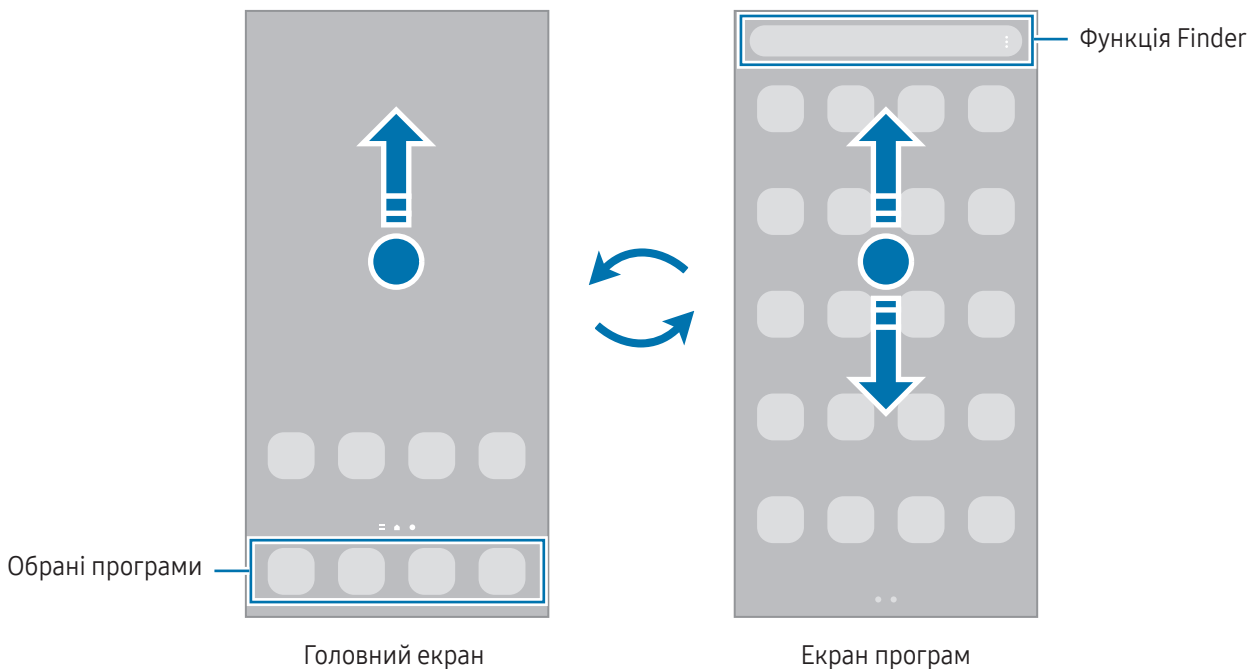 Функція Finder
Обрані програми
Головний екран
Екран програм